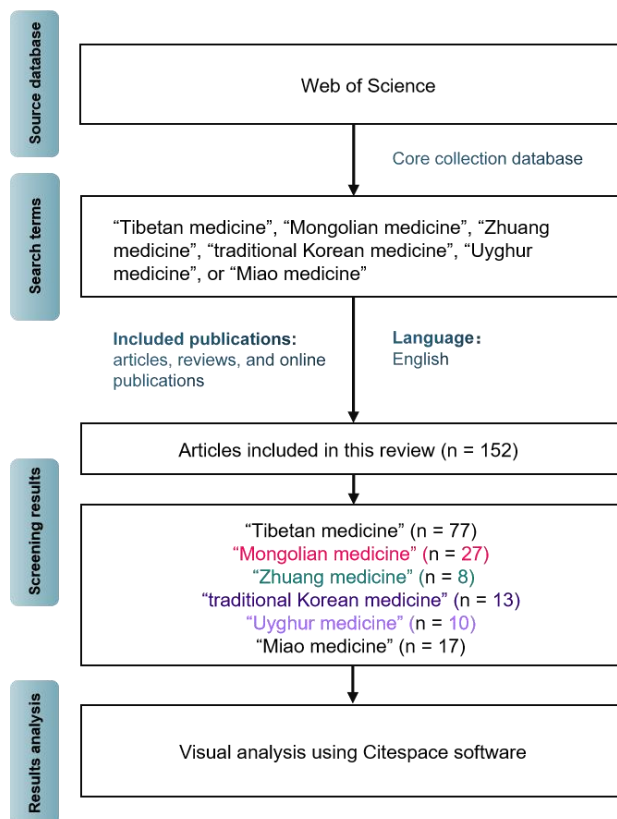 Source database
Web of Science
Core collection database
Search terms
“Tibetan medicine”, “Mongolian medicine”, “Zhuang
medicine”, “traditional Korean medicine”, “Uyghur
medicine”, or “Miao medicine”
Included publications:
articles, reviews, and online
publications
Language：
English
Screening results
Articles included in this review (n = 152)
“Tibetan medicine” (n = 77)
“Mongolian medicine” (n = 27)
“Zhuang medicine” (n = 8)
“traditional Korean medicine” (n = 13)
“Uyghur medicine” (n = 10)
“Miao medicine” (n = 17)
Results analysis
Visual analysis using Citespace software